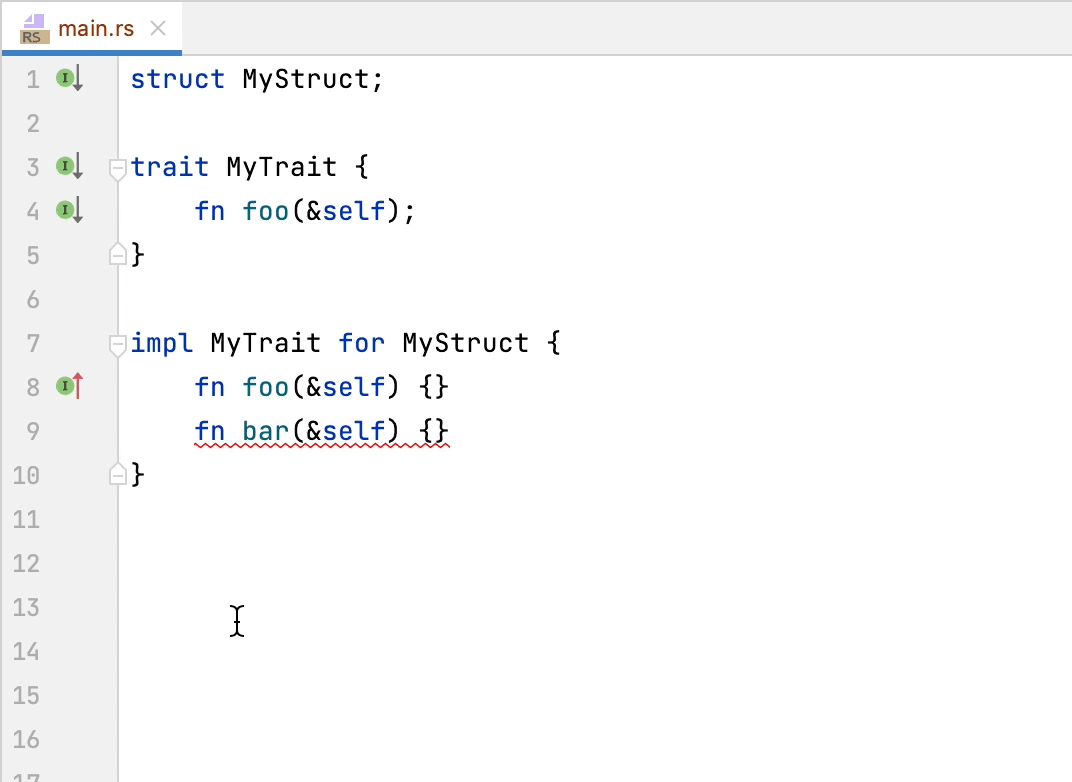 RS main.rs
1 I struct MyStruct;
2
3 I trait MyTrait {
4 I     fn foo(&self);
5 }
6
7 impl MyTrait for MyStruct {
8 I     fn foo(&self) {}
9     fn bar(&self) {}
10 }
11
12
13
14
15
16
17